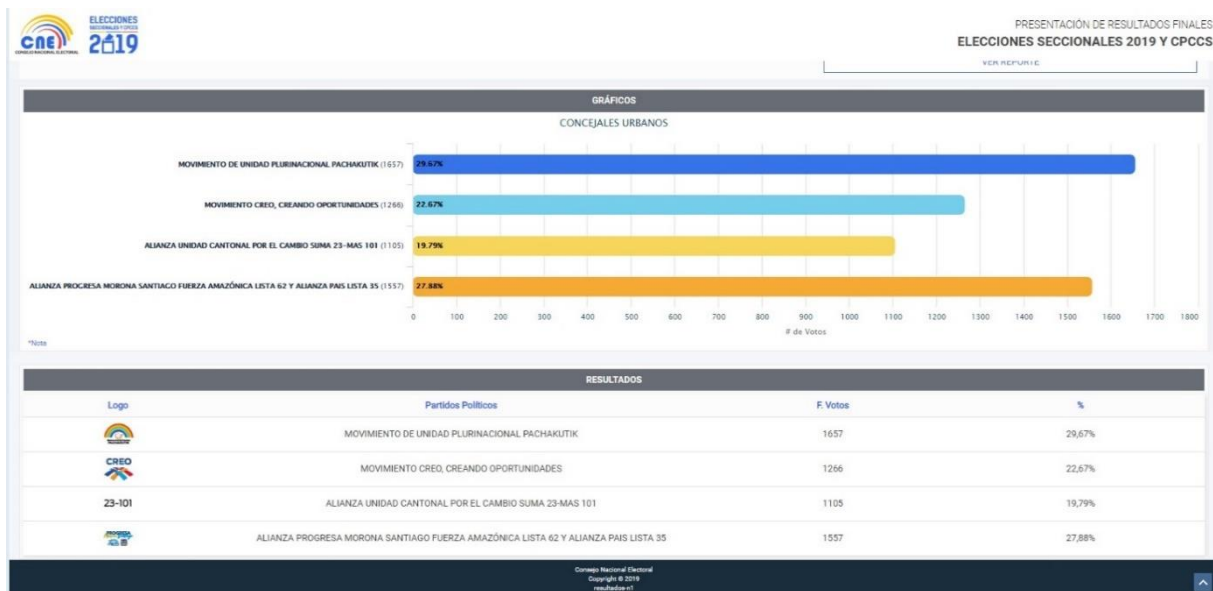 cne
CONSEJO NACIONAL ELECTORAL
ELECCIONES
SECCIONALES Y CPCCS
2019
PRESENTACIÓN DE RESULTADOS FINALES
ELECCIONES SECCIONALES 2019 Y CPCCS
VER REPORTE
GRÁFICOS
CONCEJALES URBANOS
MOVIMIENTO DE UNIDAD PLURINACIONAL PACHAKUTIK (1657) 29.67%
MOVIMIENTO CREO, CREANDO OPORTUNIDADES (1266) 22.67%
ALIANZA UNIDAD CANTONAL POR EL CAMBIO SUMA 23-MAS 101 (1105) 19.79%
ALIANZA PROGRESA MORONA SANTIAGO FUERZA AMAZÓNICA LISTA 62 Y ALIANZA PAIS LISTA 35 (1557) 27.88%
0 100 200 300 400 500 600 700 800 900 1000 1100 1200 1300 1400 1500 1600 1700 1800
# de Votos
*Nota
RESULTADOS
Logo Partidos Políticos F. Votos %
MOVIMIENTO DE UNIDAD PLURINACIONAL PACHAKUTIK 1657 29,67%
CREO MOVIMIENTO CREO, CREANDO OPORTUNIDADES 1266 22,67%
23-101 ALIANZA UNIDAD CANTONAL POR EL CAMBIO SUMA 23-MAS 101 1105 19,79%
ALIANZA PROGRESA MORONA SANTIAGO FUERZA AMAZÓNICA LISTA 62 Y ALIANZA PAIS LISTA 35 1557 27,88%
Consejo Nacional Electoral
Copyright © 2019
resultados-n1